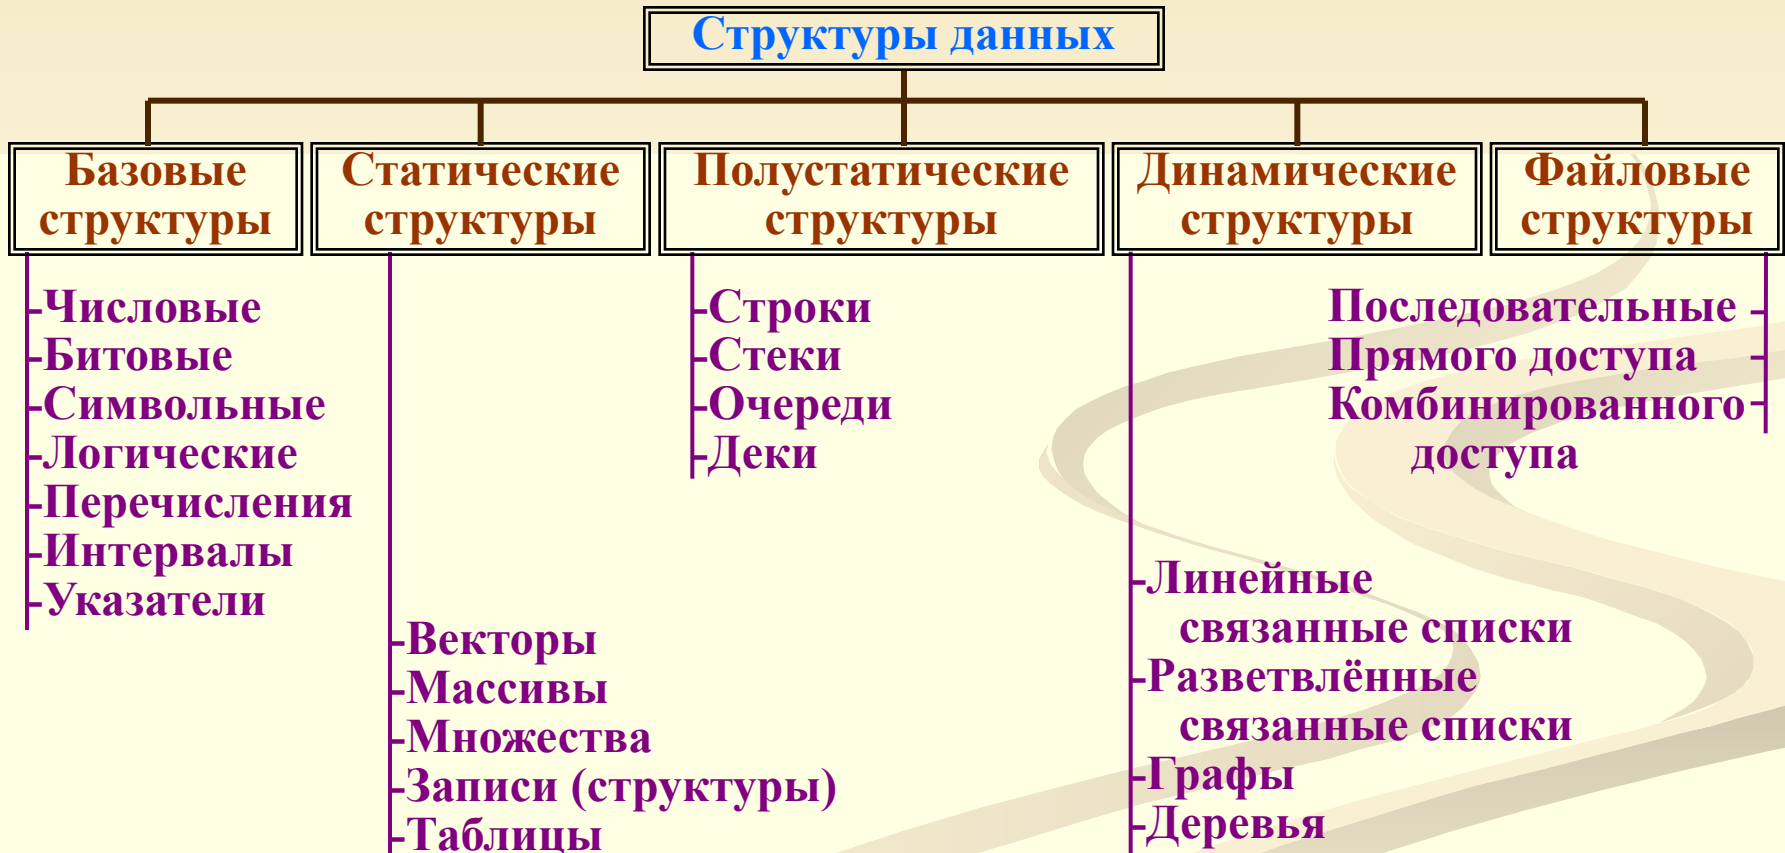 Структуры данных
Базовые
структуры
-Числовые
-Битовые
-Символьные
-Логические
-Перечисления
-Интервалы
-Указатели
Статические
структуры
-Векторы
-Массивы
-Множества
-Записи (структуры)
-Таблицы
Полустатические
структуры
-Строки
-Стеки
-Очереди
-Деки
Динамические
структуры
-Линейные
связанные списки
-Разветвлённые
связанные списки
-Графы
-Деревья
Файловые
структуры
Последовательные -
Прямого доступа -
Комбинированного -
доступа